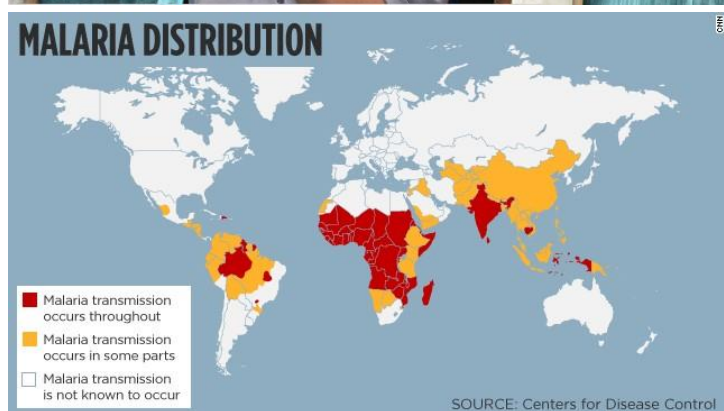 CNN
MALARIA DISTRIBUTION
Malaria transmission
occurs throughout
Malaria transmission
occurs in some parts
Malaria transmission
is not known to occur
SOURCE: Centers for Disease Control